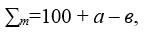 ∑m=100 + а – в,